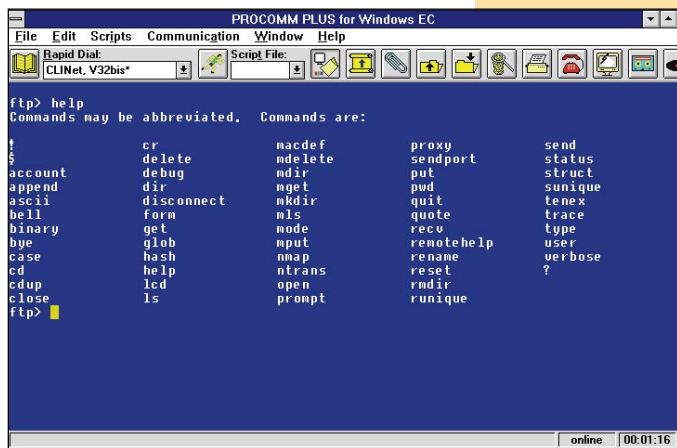 PROCOMM PLUS for Windows EC
File Edit Scripts Communication Window Help
Rapid Dial: Script File:
CLINet, V32bis*
ftp> help
Commands may be abbreviated. Commands are:
! cr macdef proxy send
$ delete mdelete sendport status
account debug mdir put struct
append dir mget pwd sunique
ascii disconnect mkdir quit tenex
bell form mls quote trace
binary get mode recv type
bye glob mput remotehelp user
case hash nmap rename verbose
cd help ntrans reset ?
cdup lcd open rmdir
close ls prompt runique
ftp>
online 00:01:16